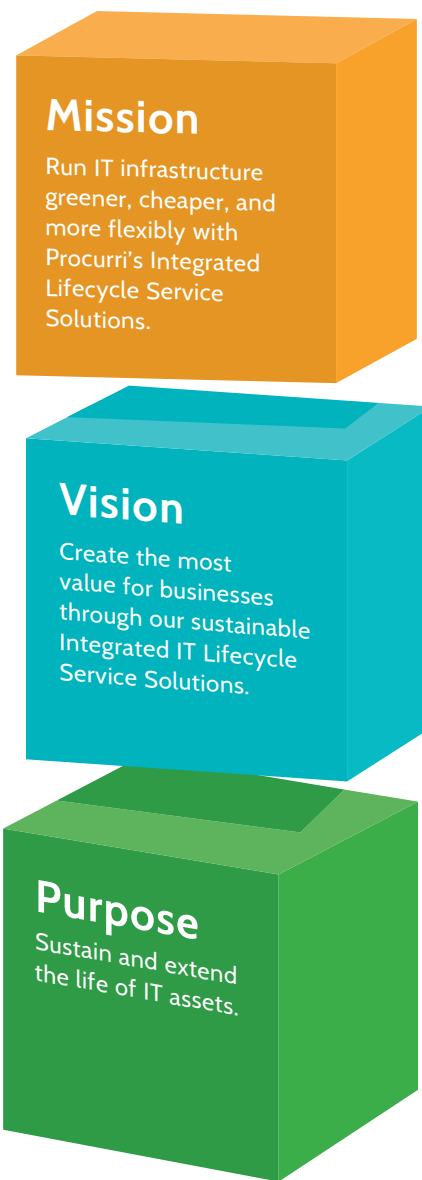 Mission
Run IT infrastructure
greener, cheaper, and
more flexibly with
Procurri’s Integrated
Lifecycle Service
Solutions.
Vision
Create the most
value for businesses
through our sustainable
Integrated IT Lifecycle
Service Solutions.
Purpose
Sustain and extend
the life of IT assets.